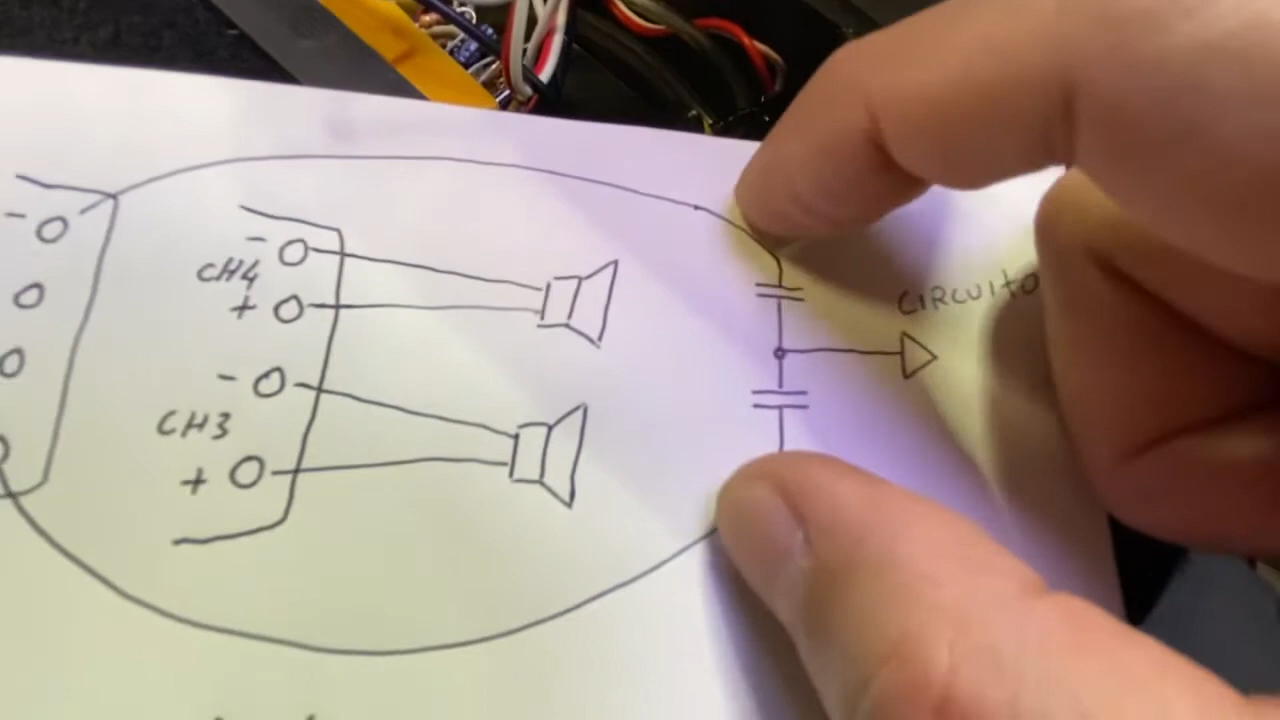 -
- CH4
+
-
CH3
+
CIRCUITO